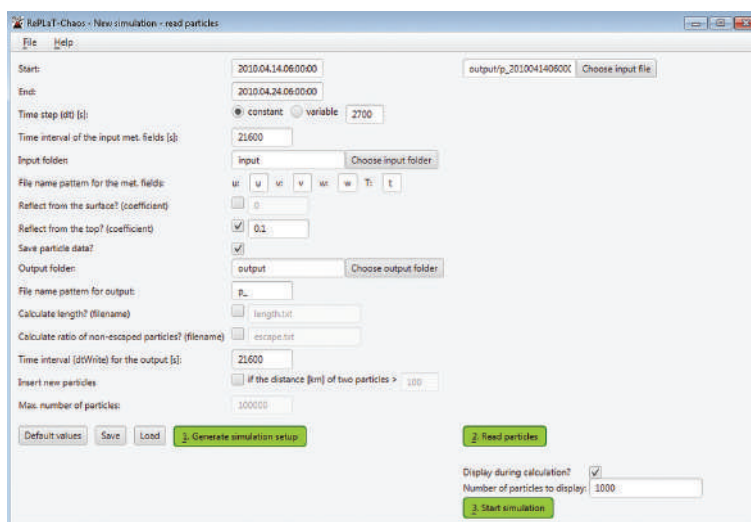 RePLaT-Chaos - New simulation - read particles
File Help
Start: 2010.04.14.06:00:00 output/p_201004140600( Choose input file
End: 2010.04.24.06:00:00
Time step (dt) [s]: constant variable 2700
Time interval of the input met. fields [s]: 21600
Input folder: input Choose input folder
File name pattern for the met. fields: u: u v: v w: w T: t
Reflect from the surface? (coefficient) 0
Reflect from the top? (coefficient) 0.1
Save particle data?
Output folder: output Choose output folder
File name pattern for output: p_
Calculate length? (filename) length.txt
Calculate ratio of non-escaped particles? (filename) escape.txt
Time interval (dtWrite) for the output [s]: 21600
Insert new particles if the distance [km] of two particles > 100
Max. number of particles: 100000
Default values Save Load 1. Generate simulation setup 2. Read particles
Display during calculation?
Number of particles to display: 1000
3. Start simulation